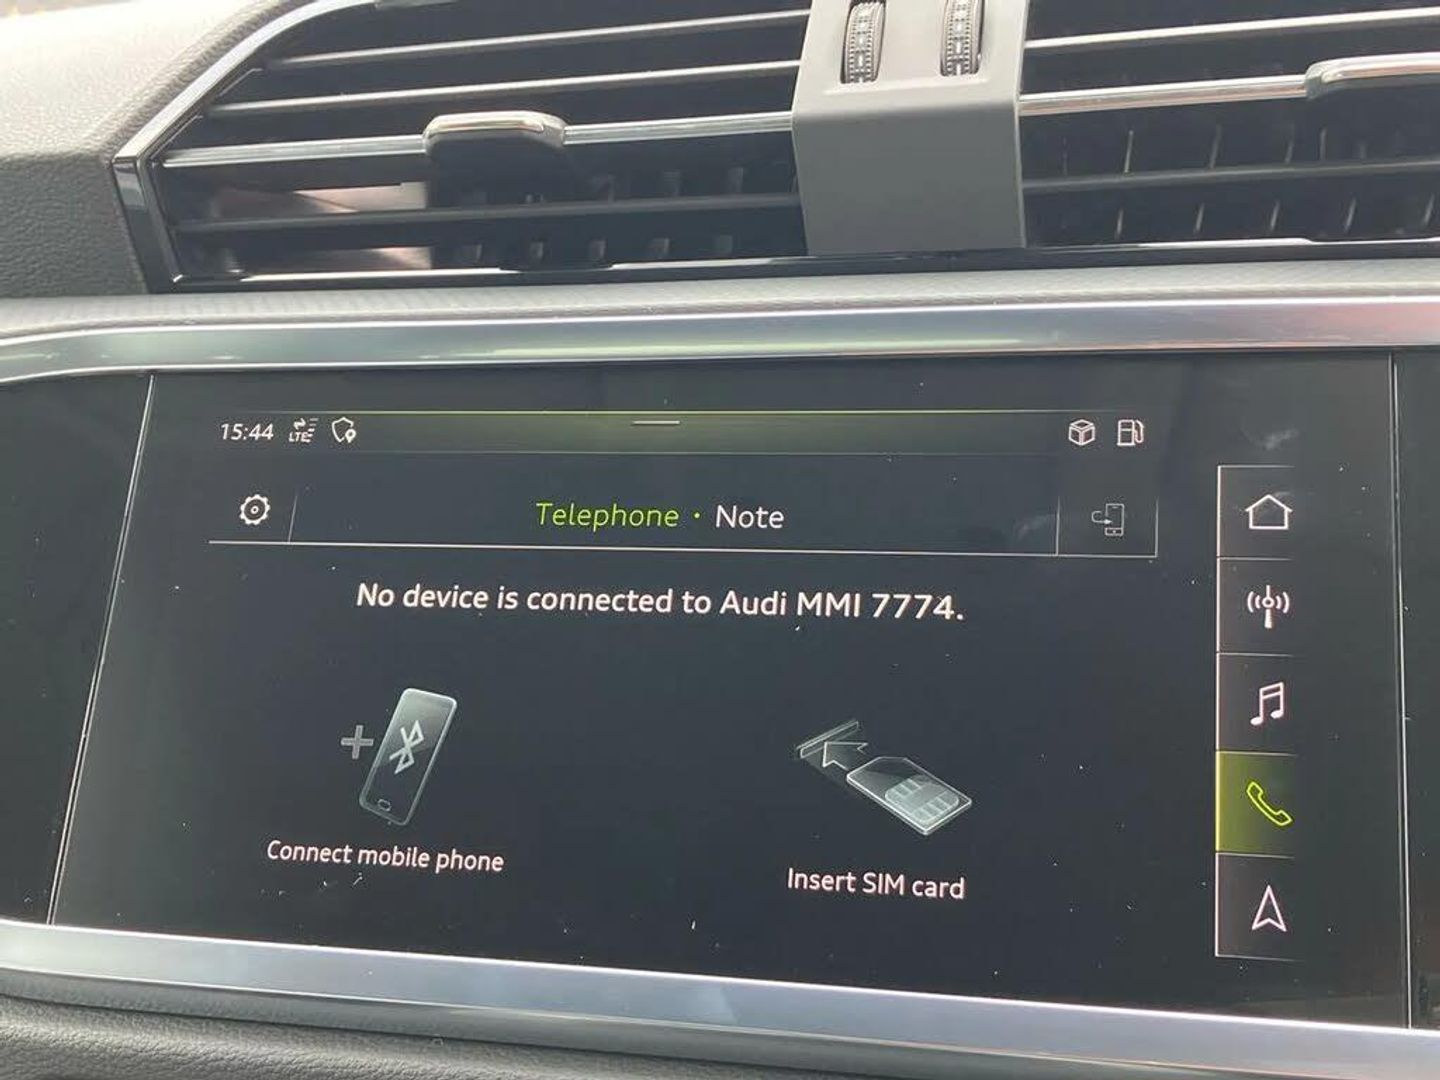 15:44 LTE
Telephone · Note
No device is connected to Audi MMI 7774.
Connect mobile phone
Insert SIM card